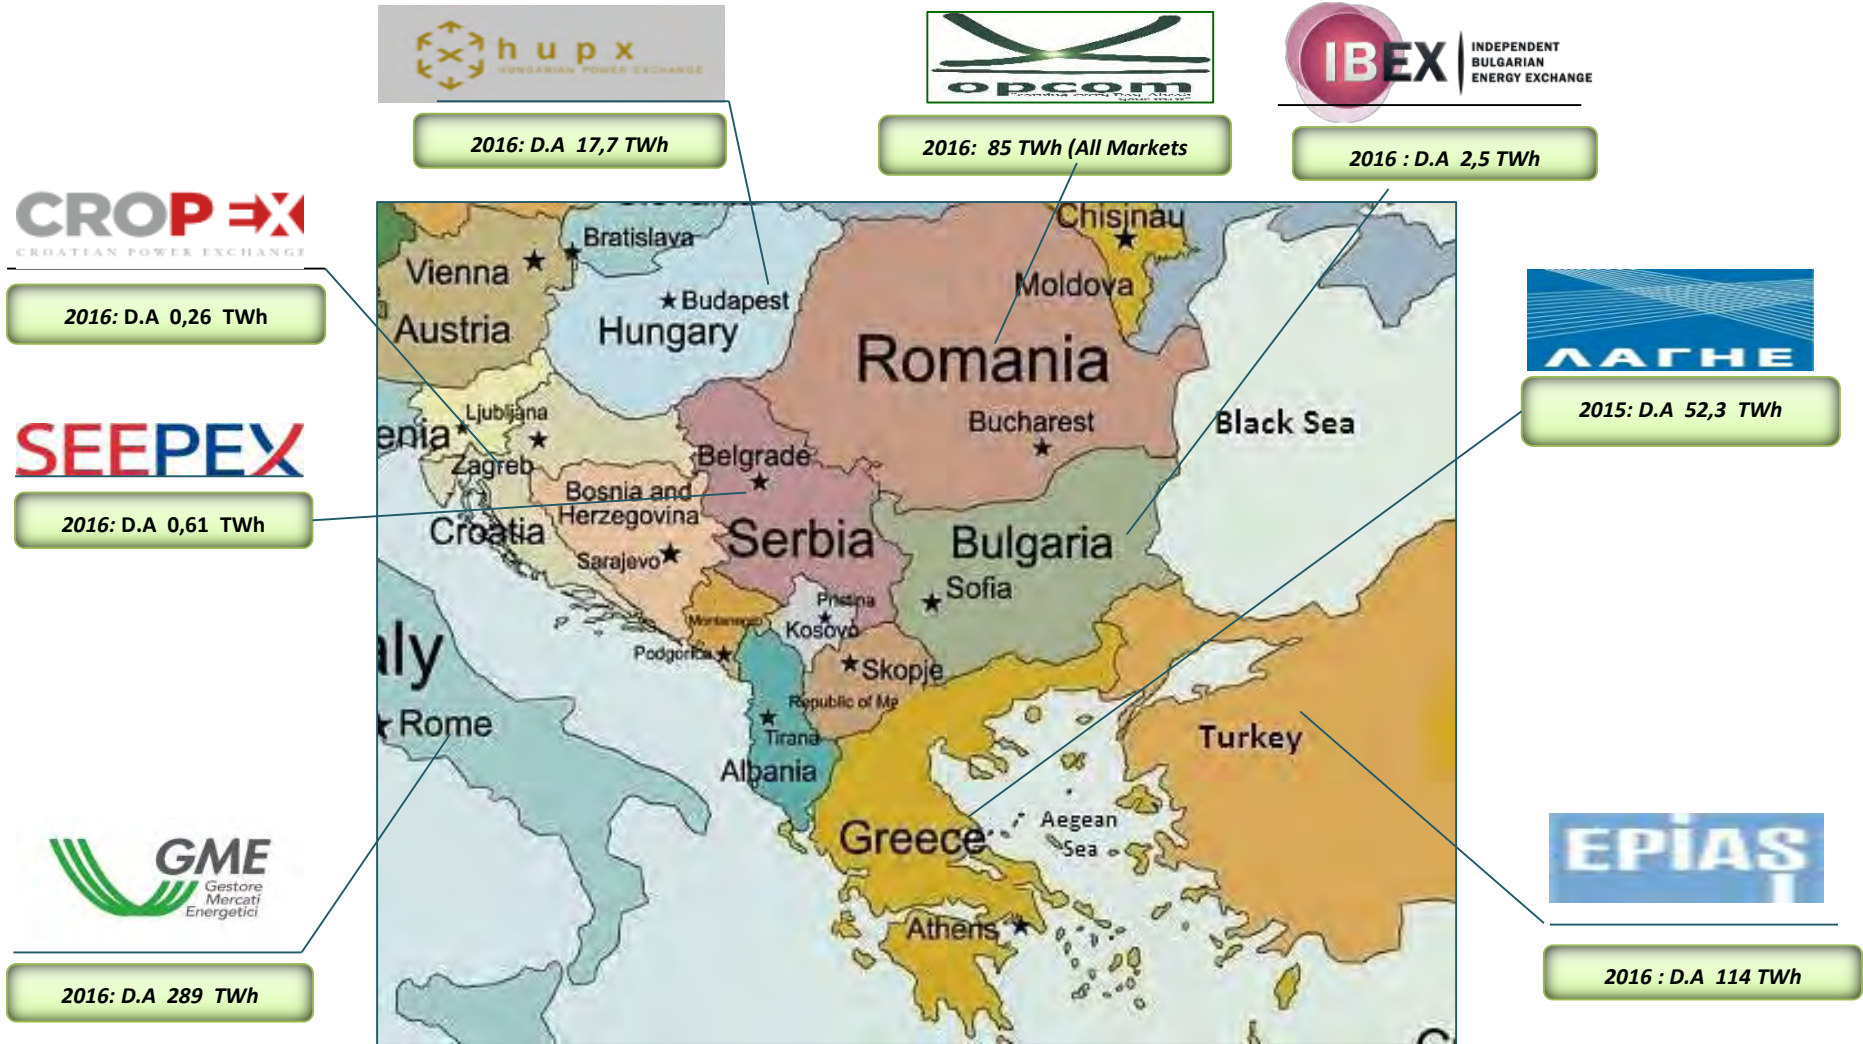 hupx
HUNGARIAN POWER EXCHANGE
2016: D.A 17,7 TWh
opcom
2016: 85 TWh (All Markets
IBEX
INDEPENDENT
BULGARIAN
ENERGY EXCHANGE
2016 : D.A 2,5 TWh
CROPEX
CROATIAN POWER EXCHANGE
2016: D.A 0,26 TWh
SEEPEX
2016: D.A 0,61 TWh
GME
Gestore
Mercati
Energetici
2016: D.A 289 TWh
ΛΑΓΗΕ
2015: D.A 52,3 TWh
EPİAŞ
2016 : D.A 114 TWh
Chisinau
Bratislava
Vienna
Moldova
Budapest
Austria
Hungary
Romania
Ljubljana
enia
Bucharest
Black Sea
Zagreb
Belgrade
Bosnia and
Herzegovina
Croatia
Serbia
Bulgaria
Sarajevo
Sofia
Pristina
Montenegro
Kosovo
aly
Podgorica
Skopje
Republic of Ma
Rome
Tirana
Turkey
Albania
Aegean
Sea
Greece
Athens